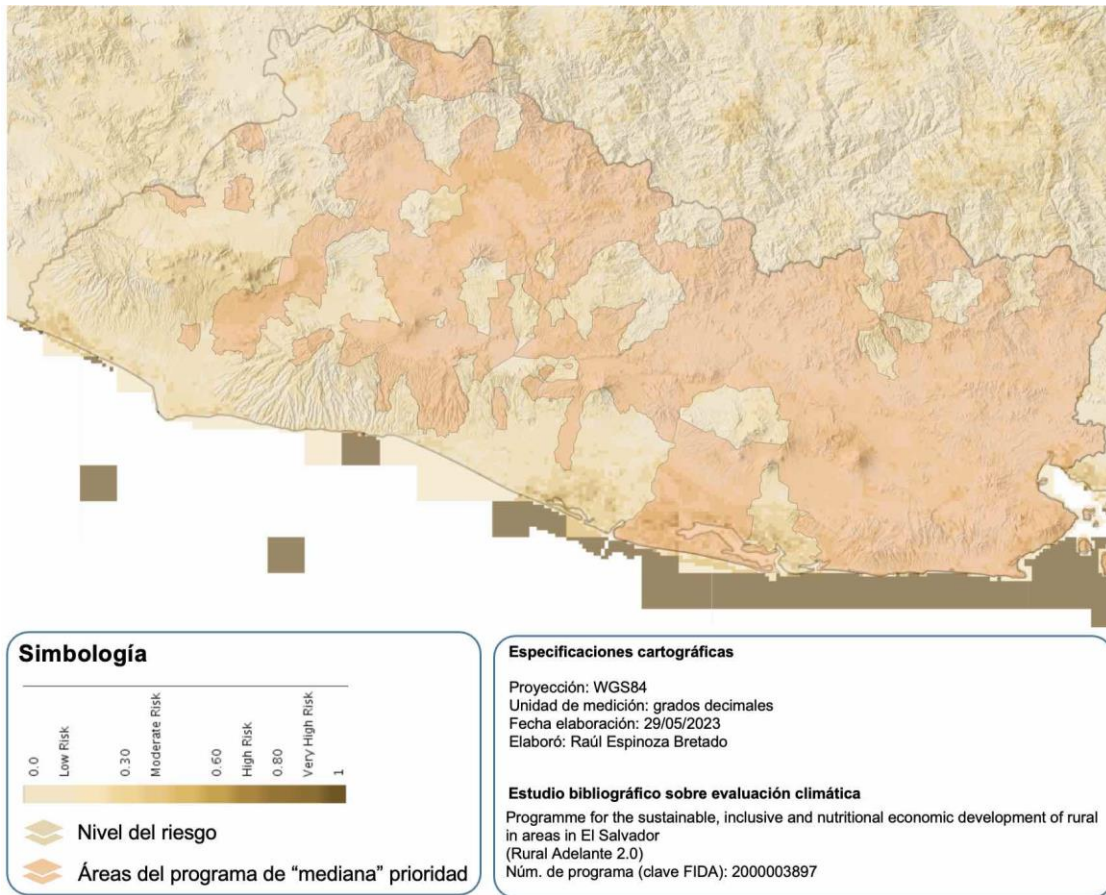 Simbología
0.0
Low Risk
0.30
Moderate Risk
0.60
High Risk
0.80
Very High Risk
1
Nivel del riesgo
Áreas del programa de “mediana” prioridad
Especificaciones cartográficas
Proyección: WGS84
Unidad de medición: grados decimales
Fecha elaboración: 29/05/2023
Elaboró: Raúl Espinoza Bretado
Estudio bibliográfico sobre evaluación climática
Programme for the sustainable, inclusive and nutritional economic development of rural
in areas in El Salvador
(Rural Adelante 2.0)
Núm. de programa (clave FIDA): 2000003897